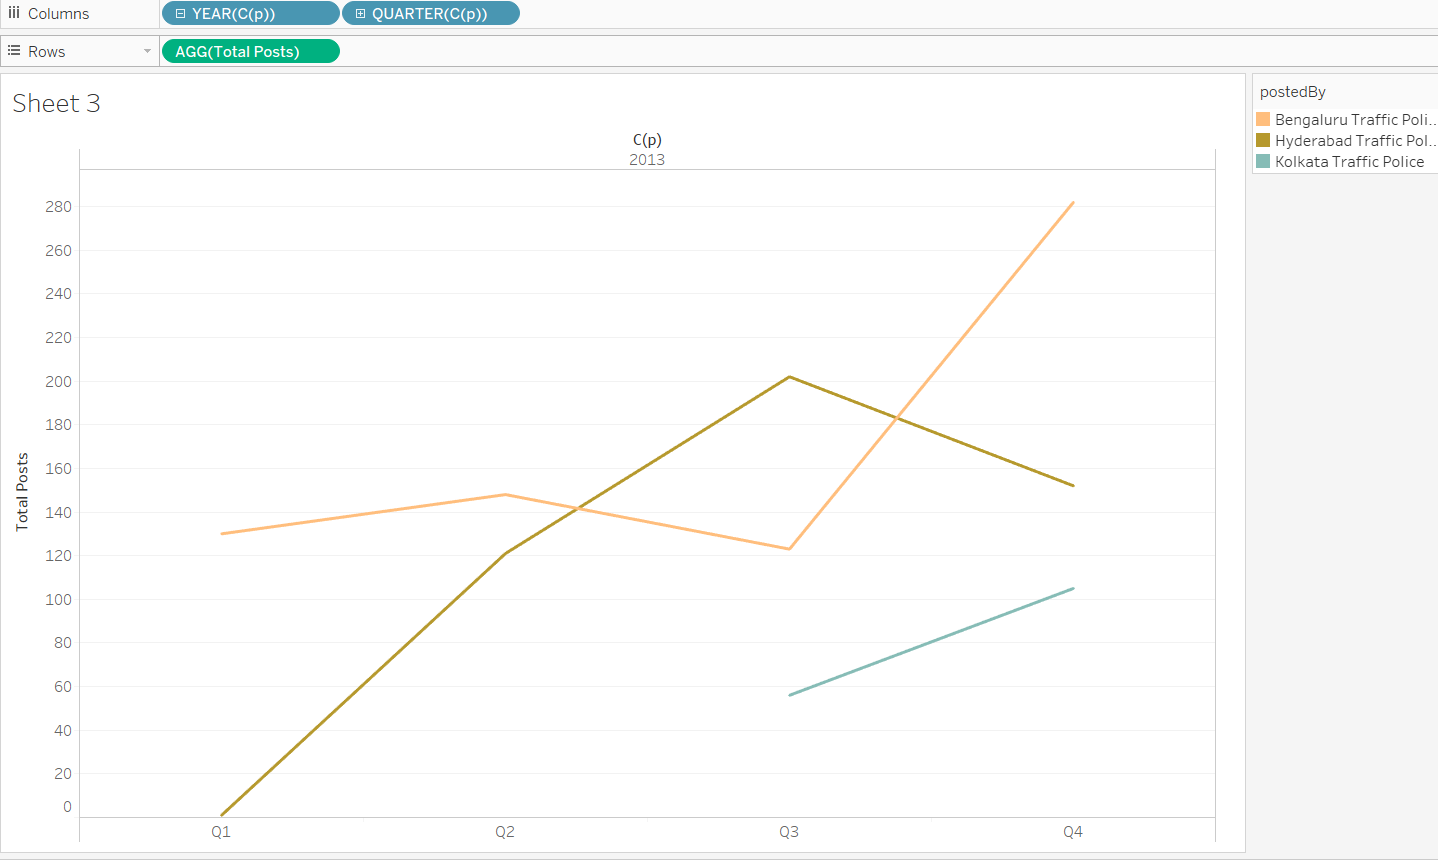 Columns
YEAR(C(p))
QUARTER(C(p))
Rows
AGG(Total Posts)
Sheet 3
C(p)
2013
280
260
240
220
200
180
160
140
120
100
80
60
40
20
0
Total Posts
Q1
Q2
Q3
Q4
postedBy
Bengaluru Traffic Poli..
Hyderabad Traffic Pol..
Kolkata Traffic Police